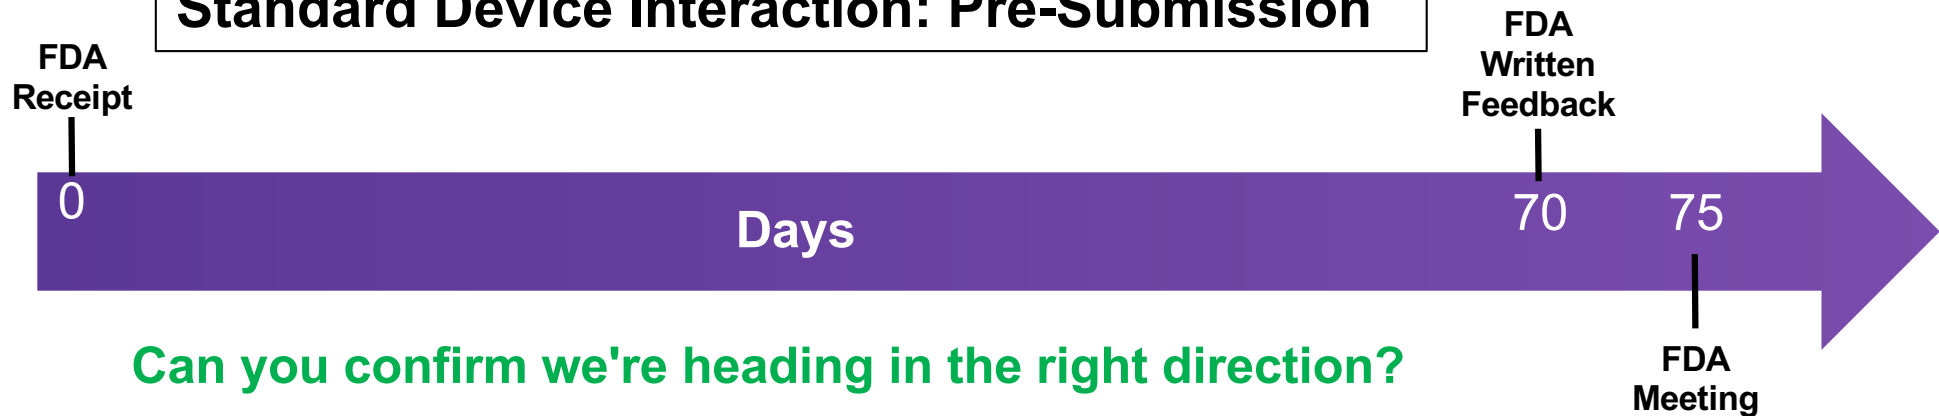 Standard Device Interaction: Pre-Submission
FDA
Receipt
FDA
Written
Feedback
0
Days
70
75
Can you confirm we're heading in the right direction?
FDA
Meeting